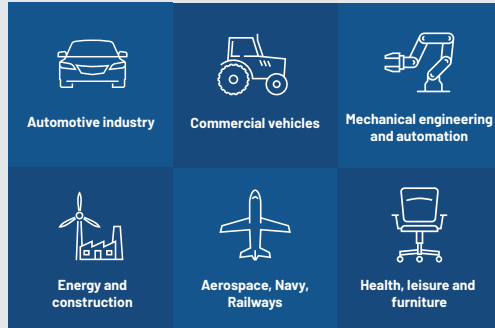 Automotive industry
Commercial vehicles
Mechanical engineering
and automation
Energy and
construction
Aerospace, Navy,
Railways
Health, leisure and
furniture